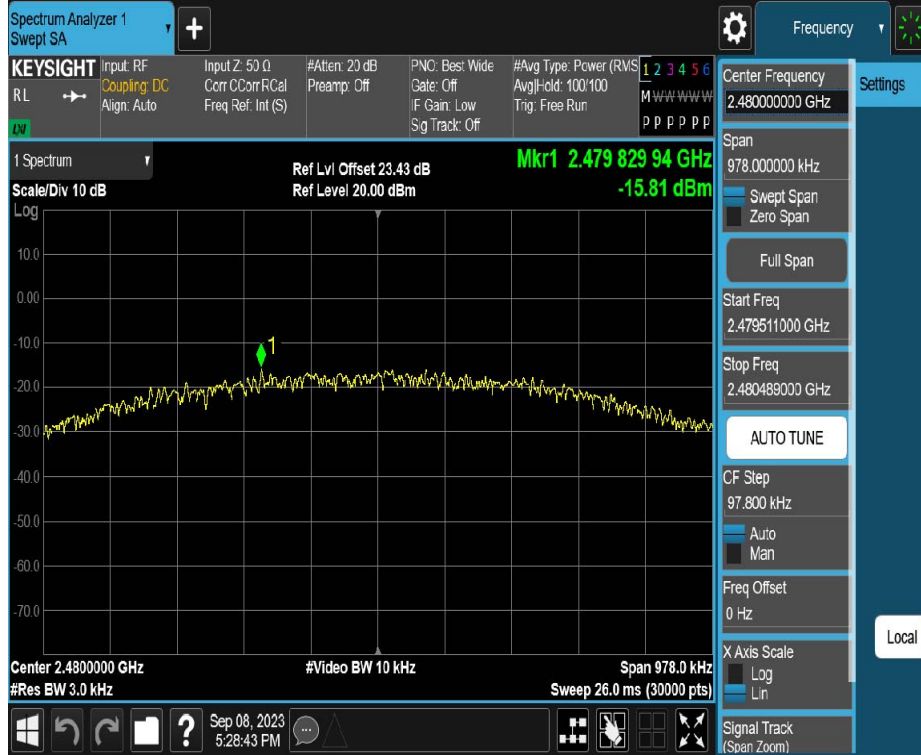 Spectrum Analyzer 1
Swept SA
+
Frequency
KEYSIGHT
RL
LXI
Input: RF
Coupling: DC
Align: Auto
Input Z: 50 Ω
Corr CCorr RCal
Freq Ref: Int (S)
#Atten: 20 dB
Preamp: Off
PNO: Best Wide
Gate: Off
IF Gain: Low
Sig Track: Off
#Avg Type: Power (RMS
Avg|Hold: 100/100
Trig: Free Run
1 2 3 4 5 6
M W W W W W
P P P P P P
1 Spectrum
Scale/Div 10 dB
Log
Ref Lvl Offset 23.43 dB
Ref Level 20.00 dBm
Mkr1 2.479 829 94 GHz
-15.81 dBm
10.0
0.00
-10.0
1
-20.0
-30.0
-40.0
-50.0
-60.0
-70.0
Center 2.4800000 GHz
#Res BW 3.0 kHz
#Video BW 10 kHz
Span 978.0 kHz
Sweep 26.0 ms (30000 pts)
?
Sep 08, 2023
5:28:43 PM
Center Frequency
2.480000000 GHz
Settings
Span
978.000000 kHz
Swept Span
Zero Span
Full Span
Start Freq
2.479511000 GHz
Stop Freq
2.480489000 GHz
AUTO TUNE
CF Step
97.800 kHz
Auto
Man
Freq Offset
0 Hz
Local
X Axis Scale
Log
Lin
Signal Track
(Span Zoom)